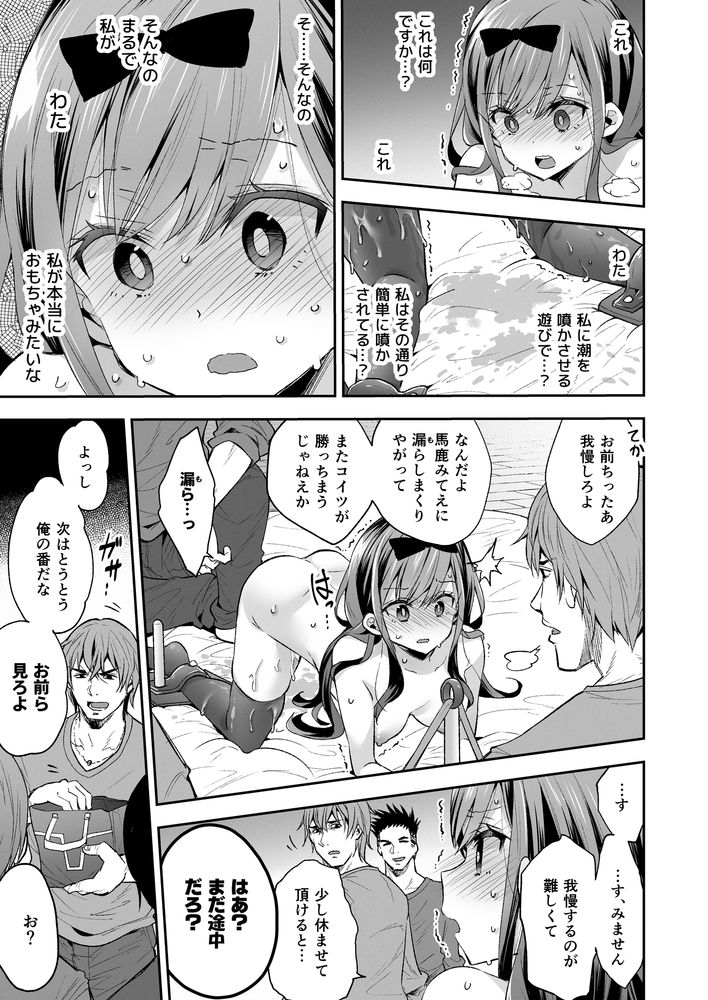 これ
これは何
ですか…?
これ
そ……そんなの
そんなの
まるで
私が
わた
私が本当に
おもちゃみたいな
わた
私に潮を
噴かさせる
遊びで…?
私はその通り
簡単に噴か
されてる…?
てか
お前ちったあ
我慢しろよ
なんだよ
馬鹿みてえに
漏らしまくり
やがって
またコイツが
勝っちまう
じゃねえか
漏ら…っ
はっ…
よっし
次はとうとう
俺の番だな
ガサ…
お前ら
見ろよ
お?
…す
…す、みません
我慢するのが
難しくて
少し休ませて
頂けると…
はあ?
まだ途中
だろ?